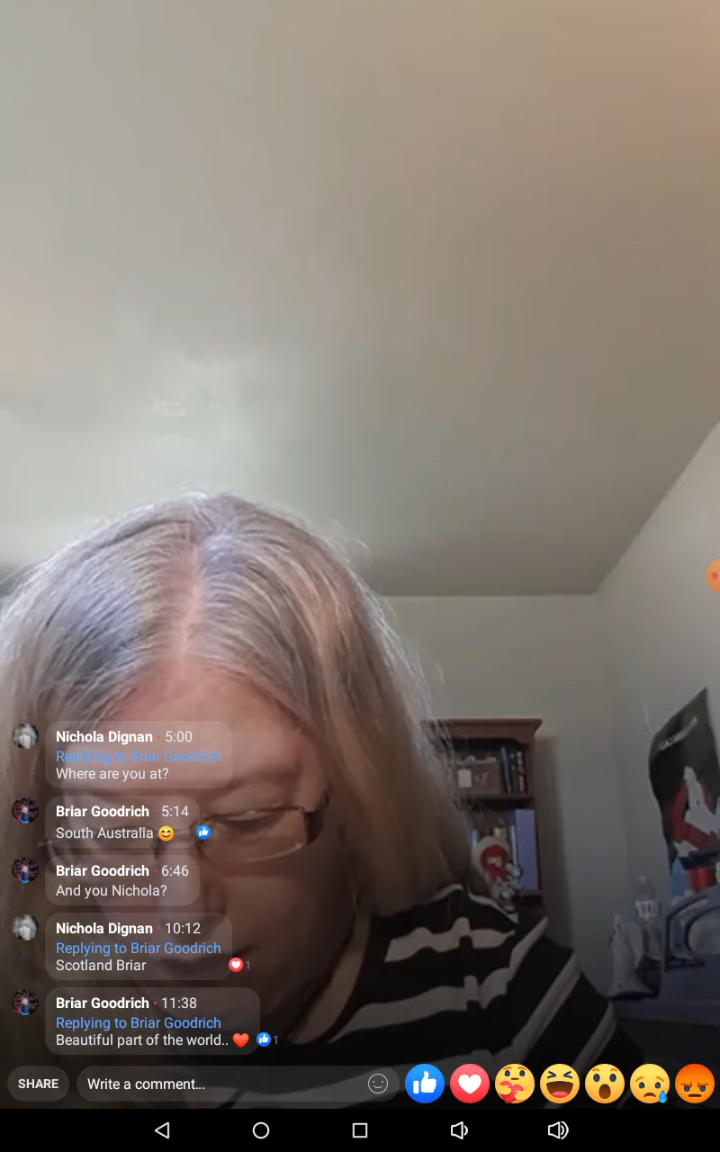 Nichola Dignan · 5:00
Replying to Briar Goodrich
Where are you at?
Briar Goodrich · 5:14
South Australia 😊
Briar Goodrich · 6:46
And you Nichola?
Nichola Dignan · 10:12
Replying to Briar Goodrich
Scotland Briar
1
Briar Goodrich · 11:38
Replying to Briar Goodrich
Beautiful part of the world.. ❤️
1
SHARE
Write a comment...